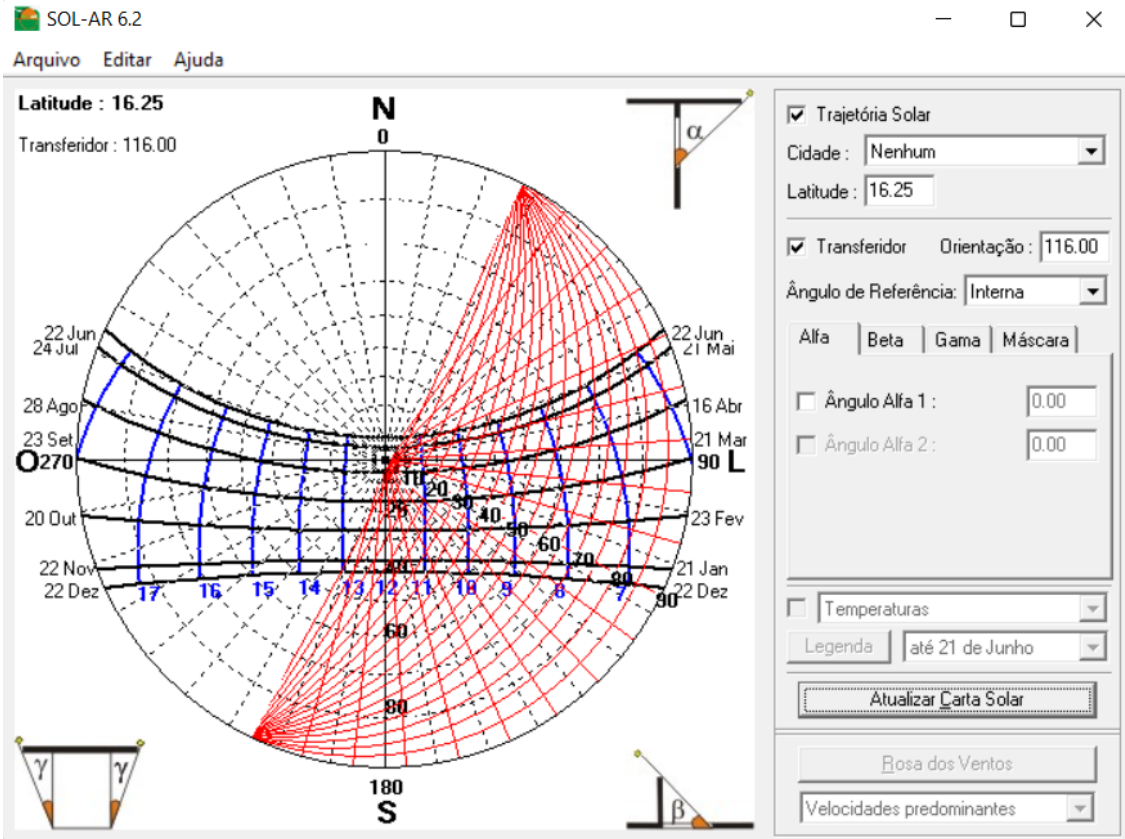 SOL-AR 6.2
Arquivo Editar Ajuda
Latitude : 16.25
Transferidor : 116.00
N
0
α
22 Jun
24 Jul
28 Ago
23 Set
O 270
20 Out
22 Nov
22 Dez
22 Jun
21 Mai
16 Abr
21 Mar
90 L
23 Fev
21 Jan
22 Dez
10
20
30
40
50
60
70
80
90
17 16 15 14 13 12 11 10 9 8 7
60
80
180
S
γ γ
β
Trajetória Solar
Cidade : Nenhum
Latitude : 16.25
Transferidor Orientação : 116.00
Ângulo de Referência: Interna
Alfa Beta Gama Máscara
Ângulo Alfa 1 : 0.00
Ângulo Alfa 2 : 0.00
Temperaturas
Legenda até 21 de Junho
Atualizar Carta Solar
Rosa dos Ventos
Velocidades predominantes